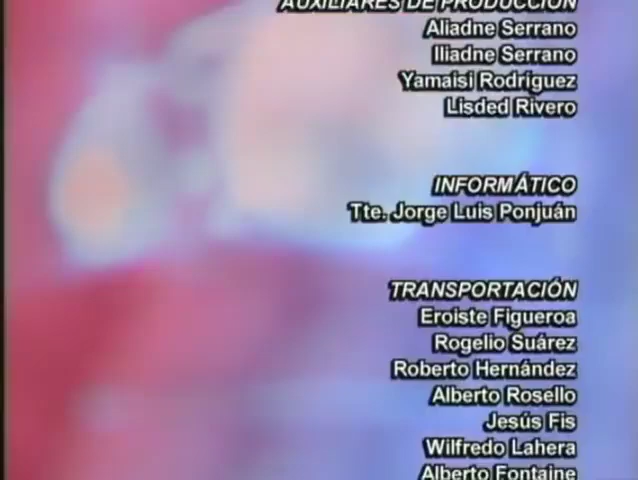 AUXILIARES DE PRODUCCIÓN
Aliadne Serrano
Iliadne Serrano
Yamaisi Rodríguez
Lisded Rivero
INFORMÁTICO
Tte. Jorge Luis Ponjuán
TRANSPORTACIÓN
Eroiste Figueroa
Rogelio Suárez
Roberto Hernández
Alberto Rosello
Jesús Fis
Wilfredo Lahera
Alberto Fontaine